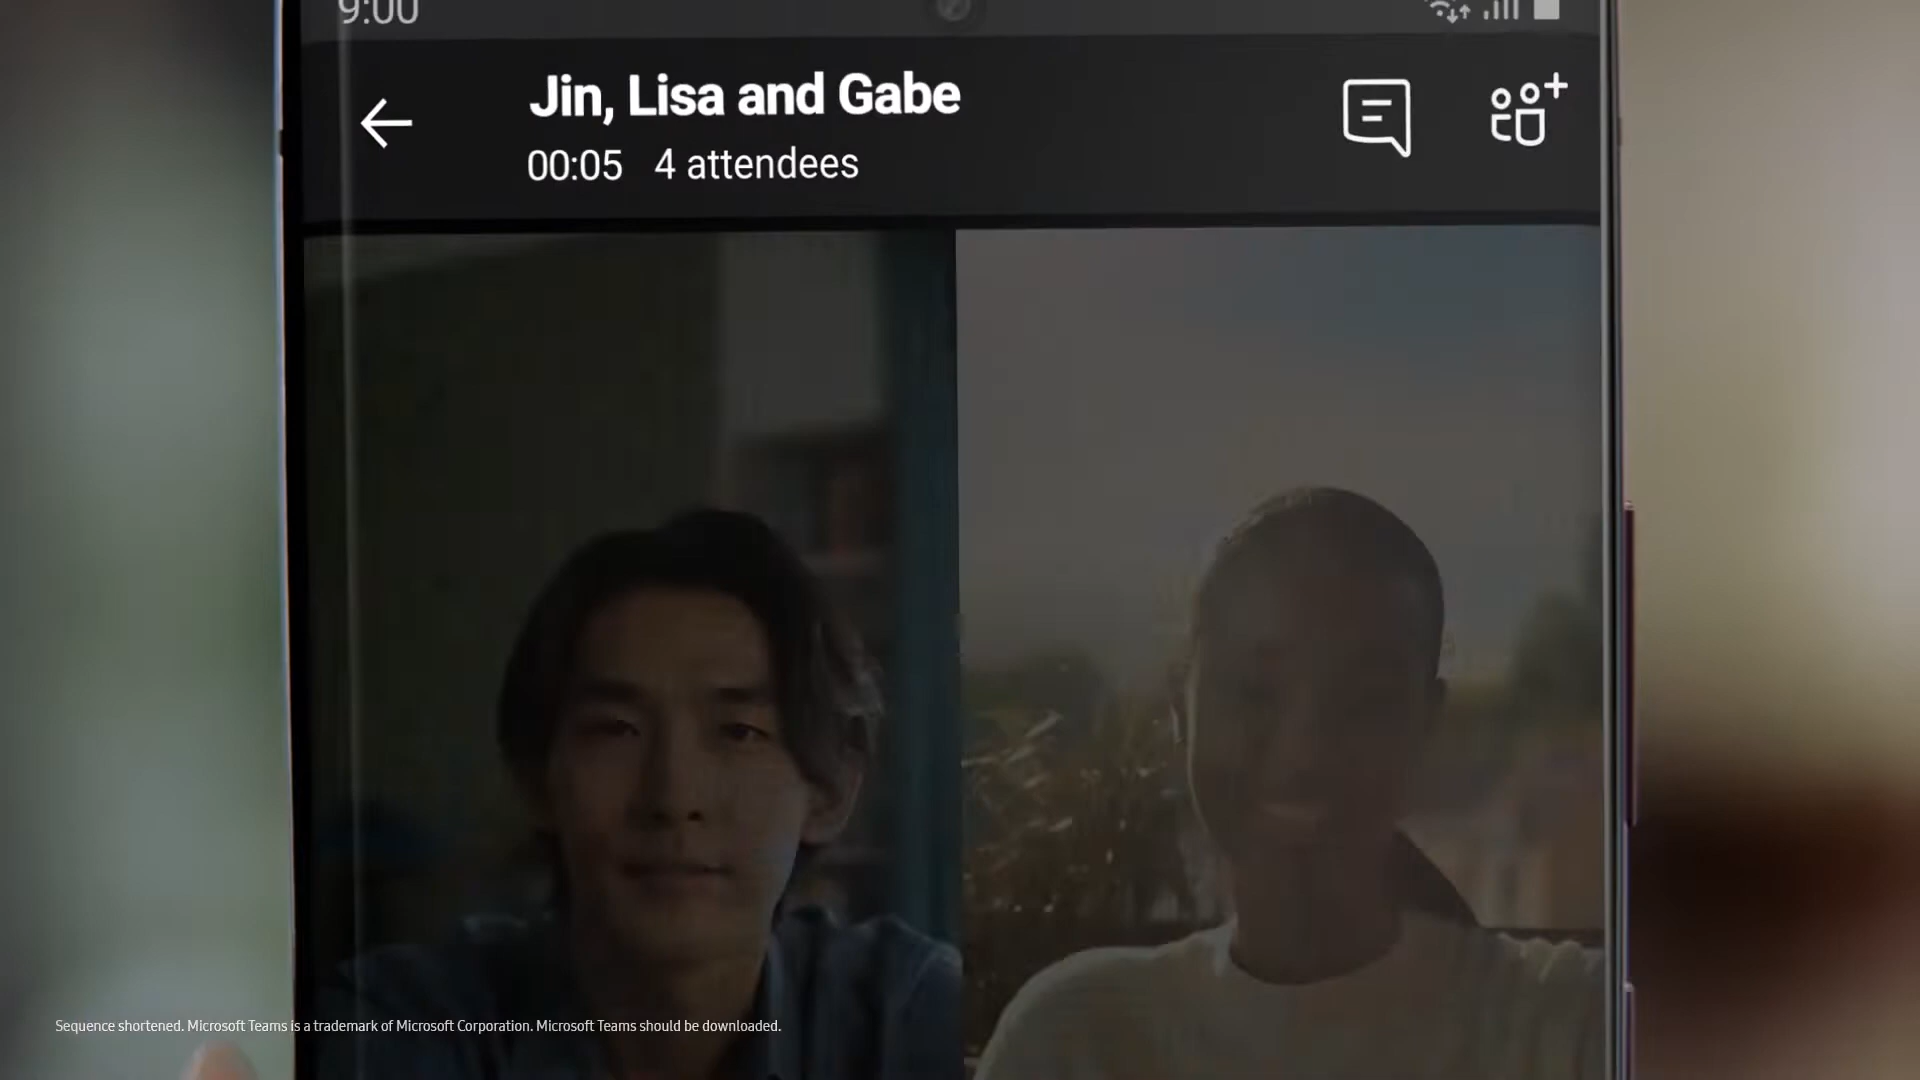 9:00
Jin, Lisa and Gabe
00:05 4 attendees
Sequence shortened. Microsoft Teams is a trademark of Microsoft Corporation. Microsoft Teams should be downloaded.